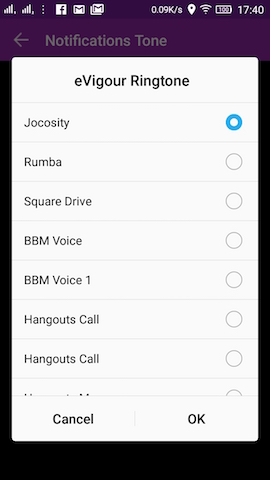 0.09K/s 100 17:40
Notifications Tone
eVigour Ringtone
Jocosity
Rumba
Square Drive
BBM Voice
BBM Voice 1
Hangouts Call
Hangouts Call
Cancel OK